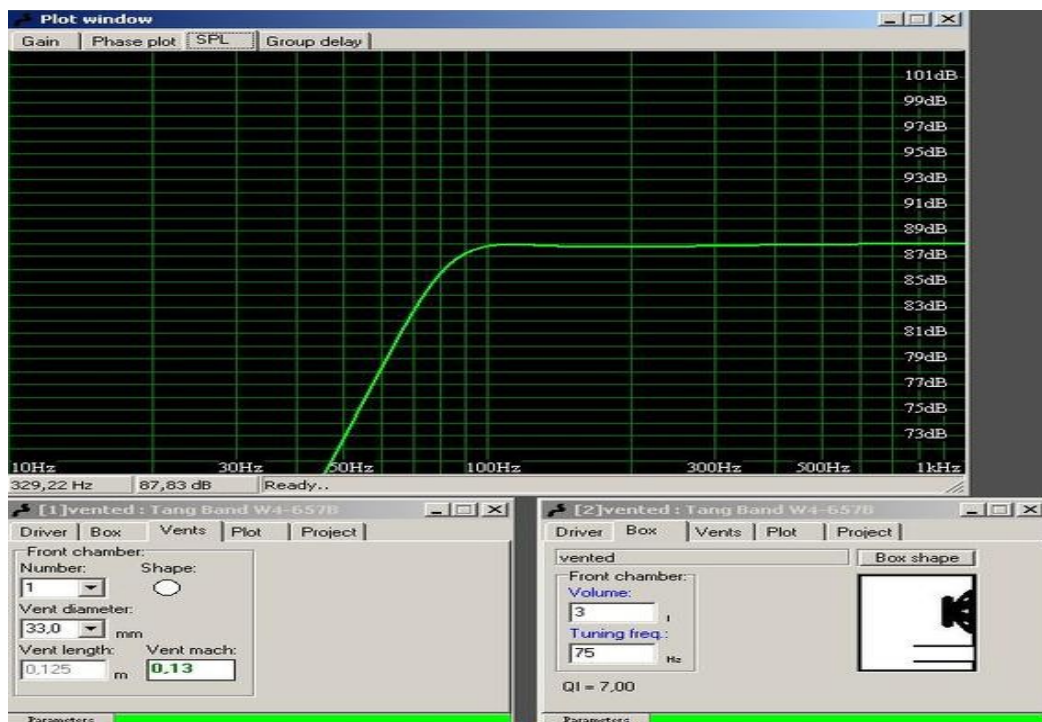 Plot window
Gain Phase plot SPL Group delay
101dB
99dB
97dB
95dB
93dB
91dB
89dB
87dB
85dB
83dB
81dB
79dB
77dB
75dB
73dB
10Hz 30Hz 50Hz 100Hz 300Hz 500Hz 1kHz
329,22 Hz 87,83 dB Ready..
[1]vented : Tang Band W4-657B
Driver Box Vents Plot Project
Front chamber:
Number: Shape:
1
Vent diameter:
33,0 mm
Vent length: Vent mach:
0,125 m 0,13
Parameters
[2]vented : Tang Band W4-657B
Driver Box Vents Plot Project
vented Box shape
Front chamber:
Volume:
3 l
Tuning freq.:
75 Hz
Ql = 7,00
Parameters